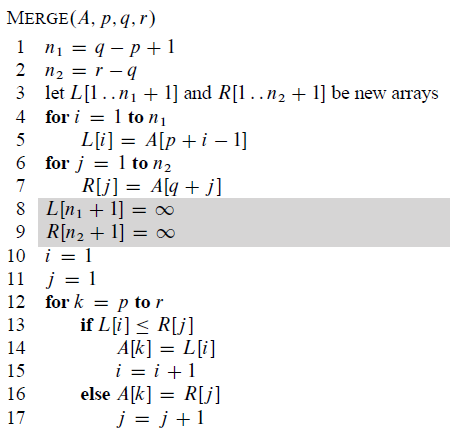 MERGE(A, p, q, r)
1 n₁ = q − p + 1
2 n₂ = r − q
3 let L[1..n₁ + 1] and R[1..n₂ + 1] be new arrays
4 for i = 1 to n₁
5 L[i] = A[p + i − 1]
6 for j = 1 to n₂
7 R[j] = A[q + j]
8 L[n₁ + 1] = ∞
9 R[n₂ + 1] = ∞
10 i = 1
11 j = 1
12 for k = p to r
13 if L[i] ≤ R[j]
14 A[k] = L[i]
15 i = i + 1
16 else A[k] = R[j]
17 j = j + 1